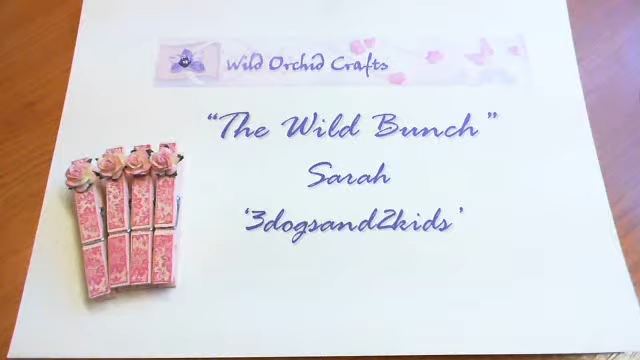 Wild Orchid Crafts
“The Wild Bunch”
Sarah
‘3dogsand2kids’